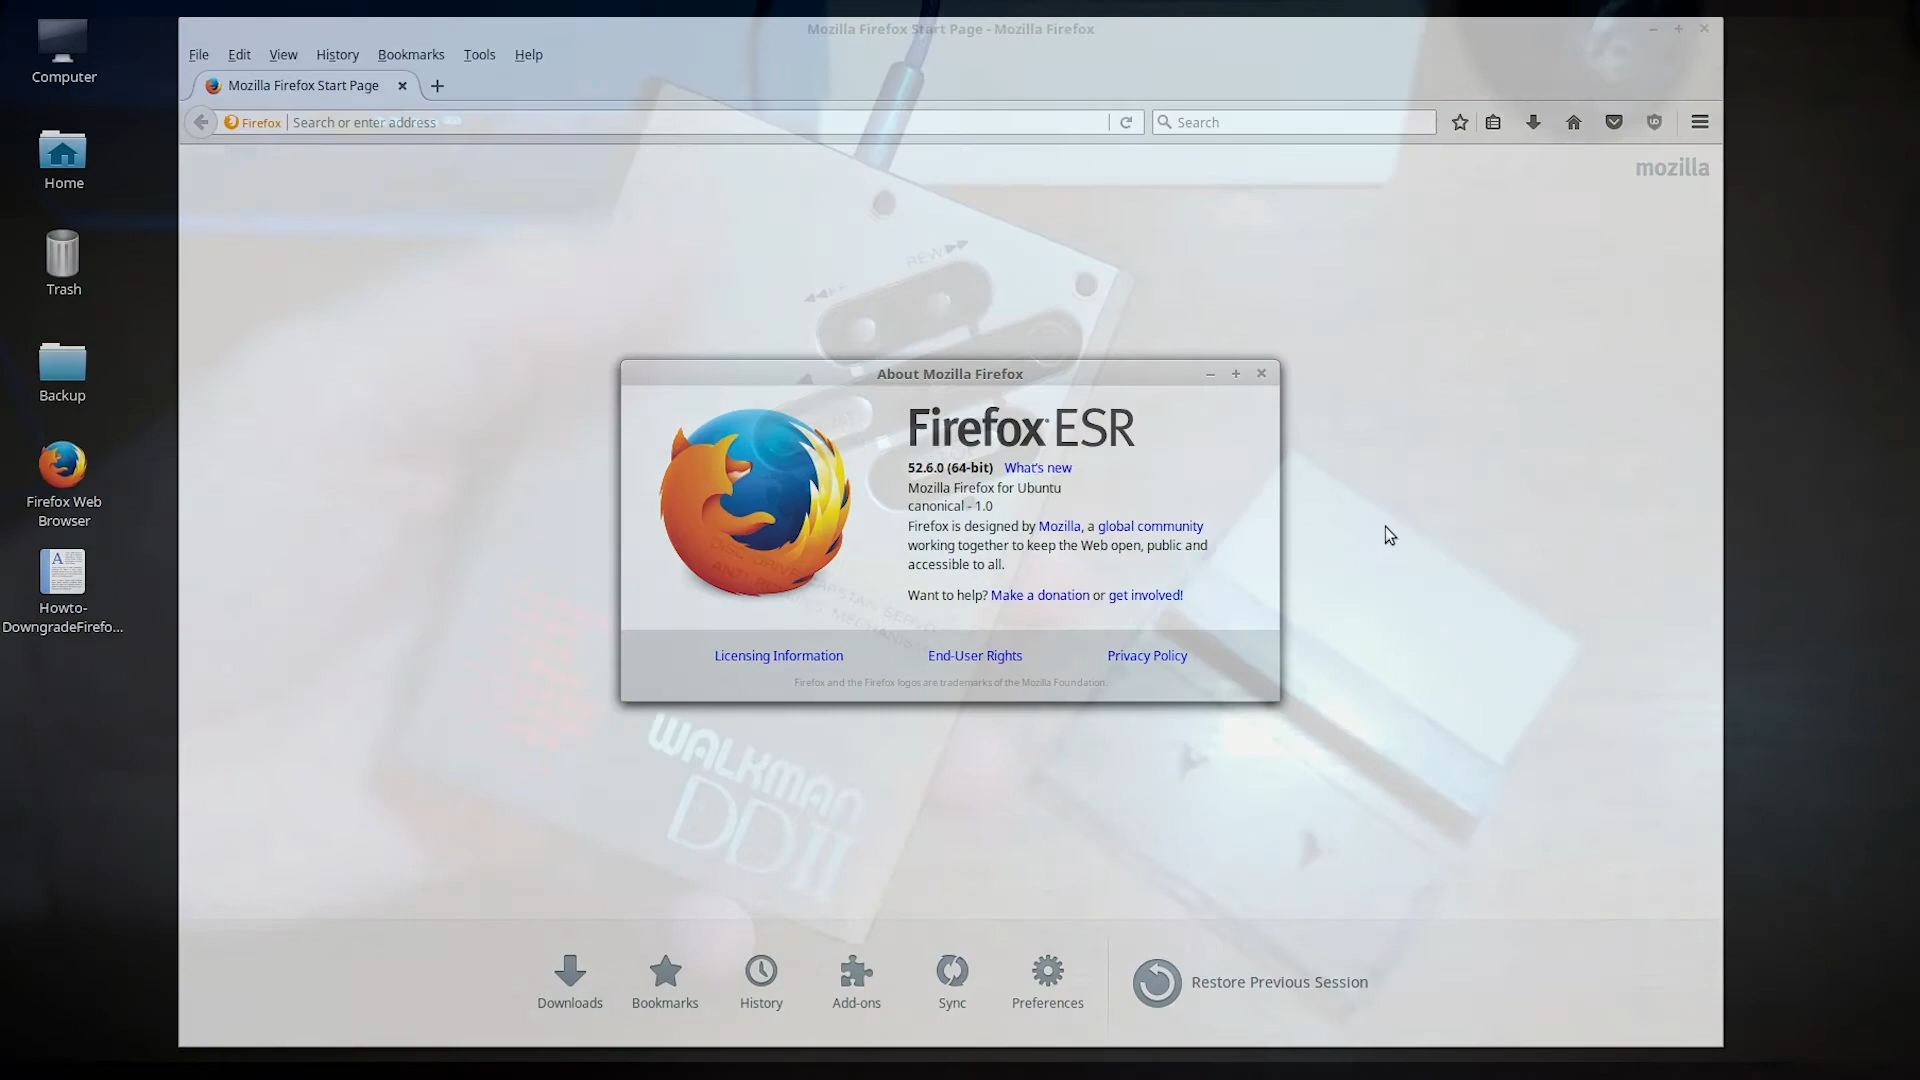 Computer
Home
Trash
Backup
Firefox Web
Browser
Howto-
DowngradeFirefo...
Mozilla Firefox Start Page - Mozilla Firefox
File Edit View History Bookmarks Tools Help
Mozilla Firefox Start Page
Firefox Search or enter address
Search
mozilla
REW
About Mozilla Firefox
Firefox ESR
52.6.0 (64-bit) What's new
Mozilla Firefox for Ubuntu
canonical - 1.0
Firefox is designed by Mozilla, a global community
working together to keep the Web open, public and
accessible to all.
Want to help? Make a donation or get involved!
Licensing Information End-User Rights Privacy Policy
Firefox and the Firefox logos are trademarks of the Mozilla Foundation.
WALKMAN
DD II
Downloads Bookmarks History Add-ons Sync Preferences Restore Previous Session